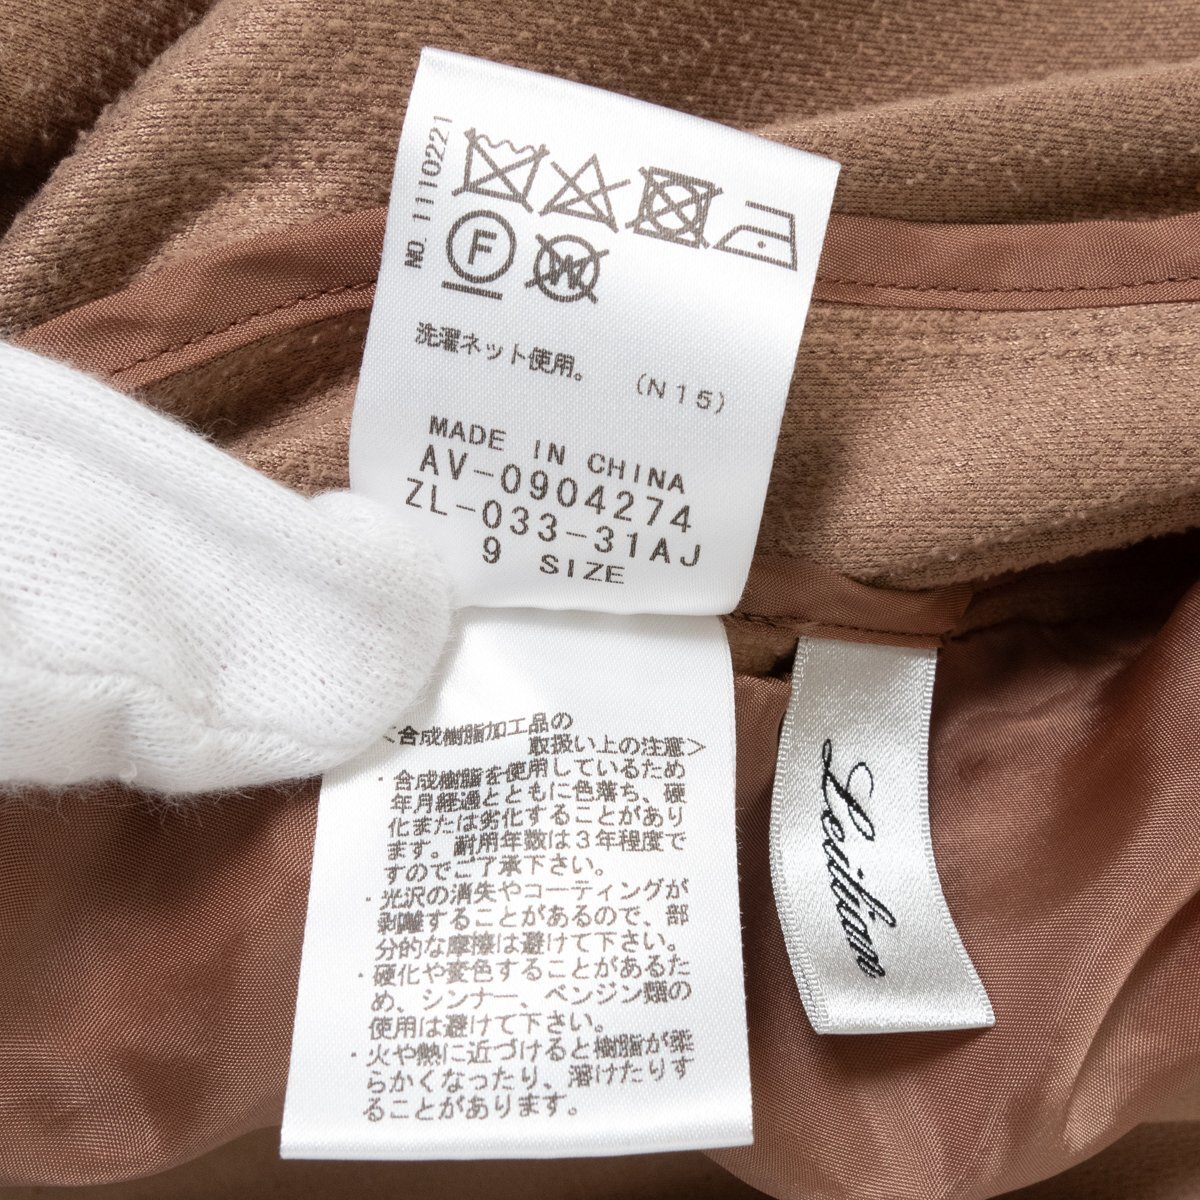 NO. 1110221
F
W
洗濯ネット使用。
(N15)
MADE IN CHINA
AV-0904274
ZL-033-31AJ
9 SIZE
<合成樹脂加工品の
取扱い上の注意>
・合成樹脂を使用しているため
年月経過とともに色落ち、硬
化または劣化することがあり
ます。耐用年数は3年程度で
すのでご了承下さい。
・光沢の消失やコーティングが
剥離することがあるので、部
分的な摩擦は避けて下さい。
・硬化や変色することがあるた
め、シンナー、ベンジン類の
使用は避けて下さい。
・火や熱に近づけると樹脂が柔
らかくなったり、溶けたりす
ることがあります。
Leilian